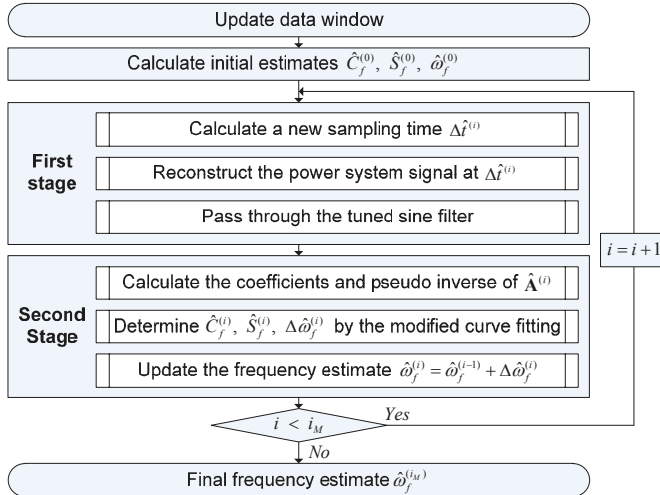 Update data window
Calculate initial estimates Ĉ_f^(0), Ŝ_f^(0), ω̂_f^(0)
First stage
Calculate a new sampling time Δt̂^(i)
Reconstruct the power system signal at Δt̂^(i)
Pass through the tuned sine filter
i = i+1
Second Stage
Calculate the coefficients and pseudo inverse of Â^(i)
Determine Ĉ_f^(i), Ŝ_f^(i), Δω̂_f^(i) by the modified curve fitting
Update the frequency estimate ω̂_f^(i) = ω̂_f^(i−1) + Δω̂_f^(i)
i < i_M
Yes
No
Final frequency estimate ω̂_f^(i_M)